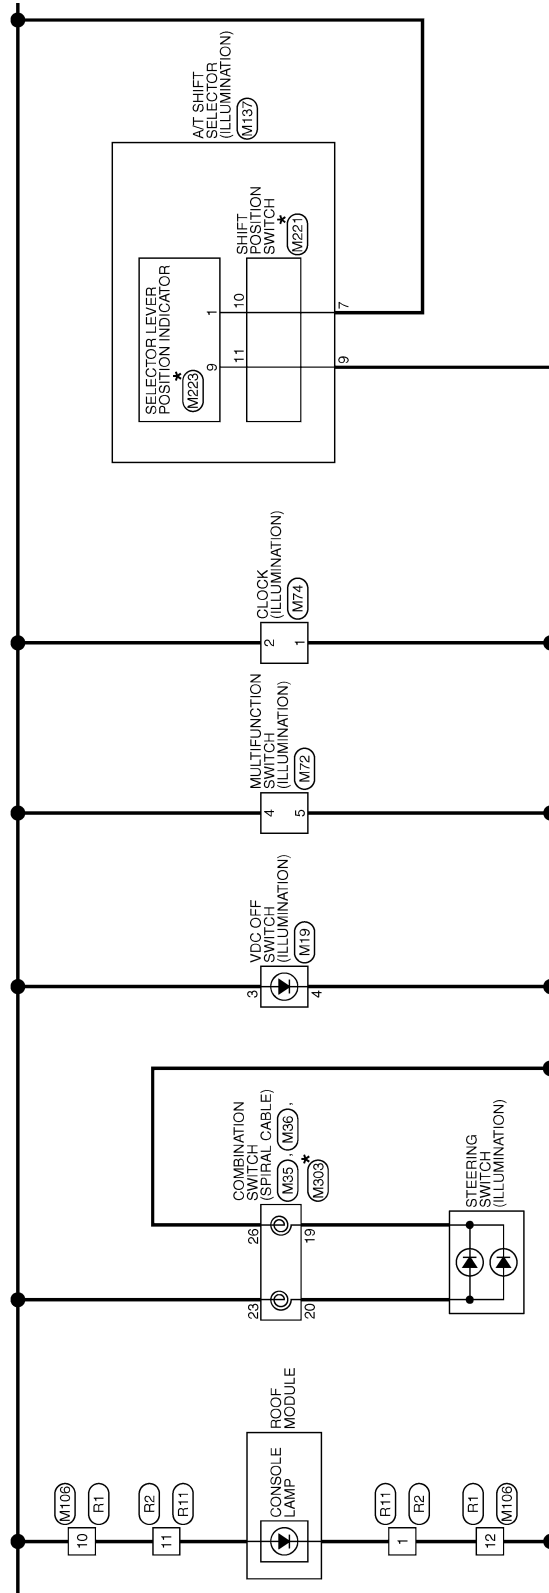 A/T SHIFT
SELECTOR
(ILLUMINATION)
M137
SELECTOR LEVER
POSITION INDICATOR
*
M223
SHIFT
POSITION
SWITCH
*
M221
1
10
7
9
11
9
CLOCK
(ILLUMINATION)
M74
2
1
MULTIFUNCTION
SWITCH
(ILLUMINATION)
M72
4
5
VDC OFF
SWITCH
(ILLUMINATION)
M19
3
4
COMBINATION
SWITCH
(SPIRAL CABLE)
M35 , M36 ,
*
M303
26
19
23
20
STEERING
SWITCH
(ILLUMINATION)
ROOF
MODULE
CONSOLE
LAMP
M106
R1
10
R2
R11
11
R11
R2
1
R1
M106
12